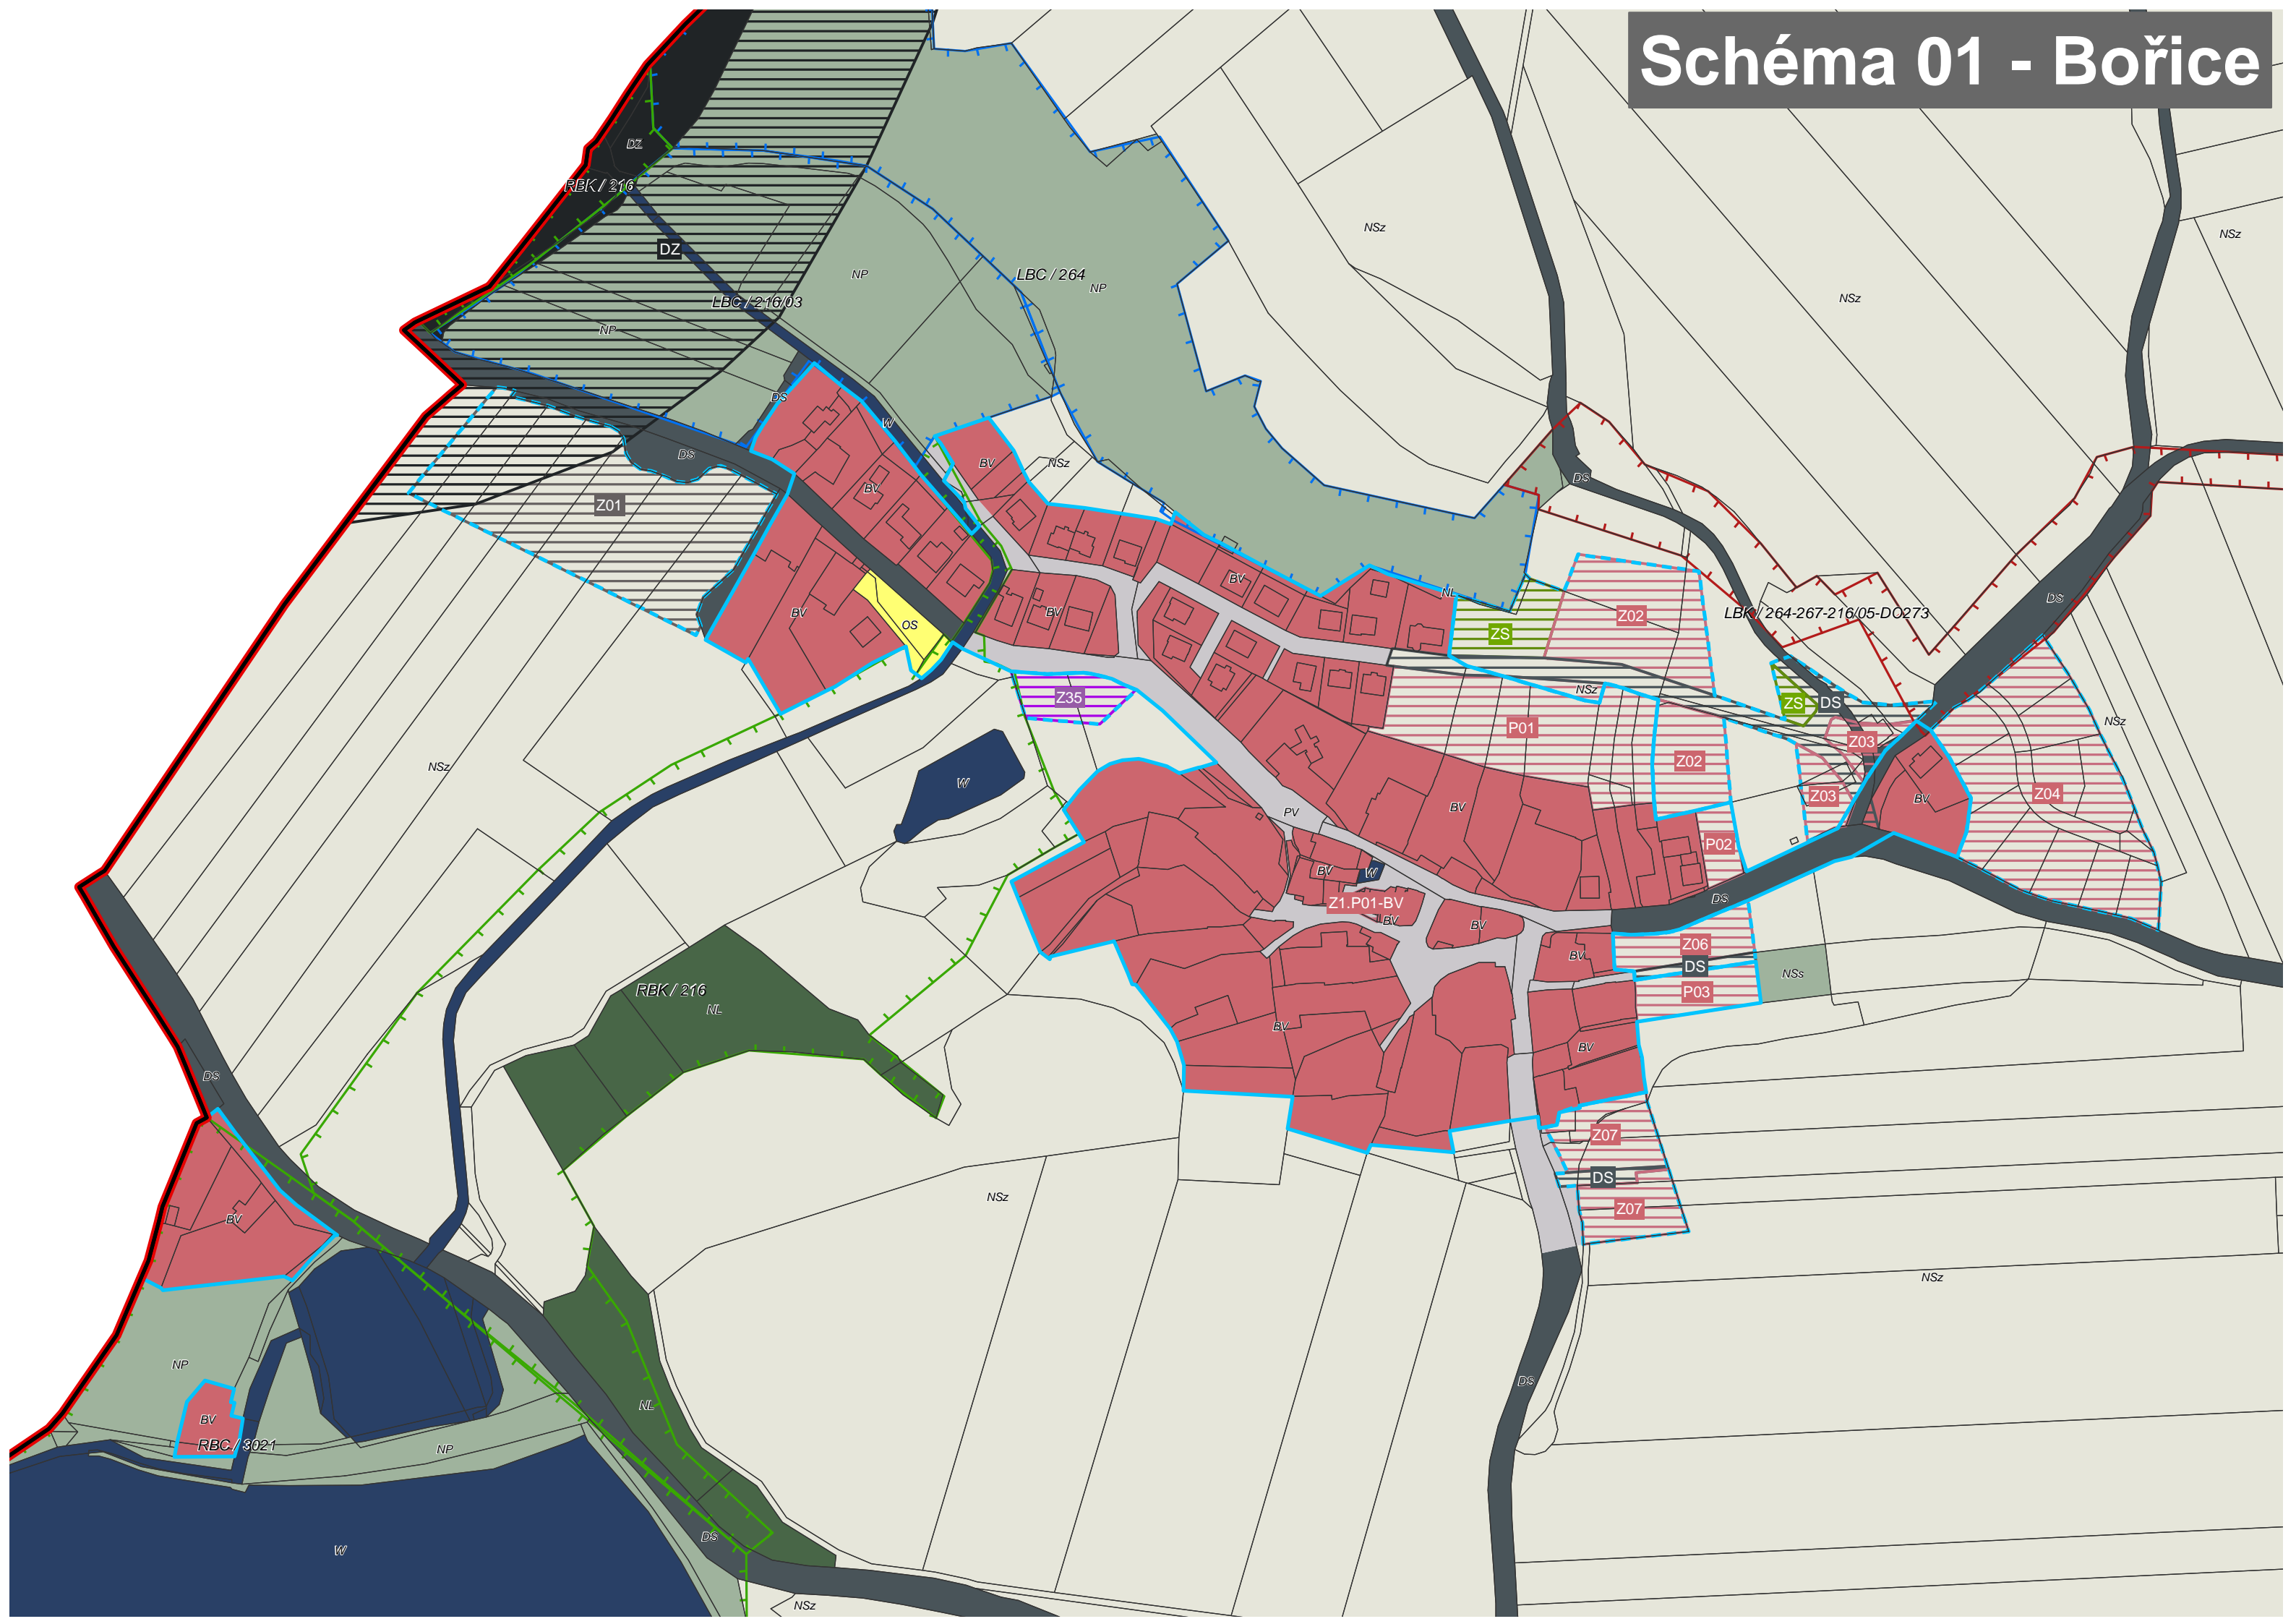 Schéma 01 - Bořice
DZ
RBK / 216
DZ
NSz
NSz
NSz
NP
LBC / 264
NP
LBC / 216/03
NP
DS
W
DS
BV
NSz
DS
BV
Z01
BV
NL
BV
BV
OS
ZS
Z02
LBK / 264-267-216/05-DO273
DS
Z35
NSz
P01
ZS
DS
NSz
Z03
NSz
W
Z02
Z03
BV
Z04
PV
BV
P02
BV
W
Z1.P01-BV
BV
BV
DS
Z06
BV
DS
NSs
RBK / 216
NL
P03
BV
BV
DS
Z07
DS
NSz
BV
Z07
NSz
NP
DS
NL
BV
RBC / 3021
NP
DS
W
NSz